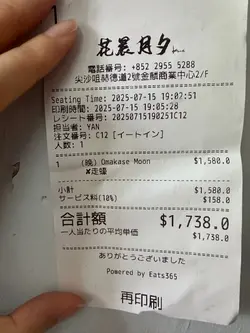 花晨月夕
電話番号: +852 2955 5288
尖沙咀赫德道2號金麟商業中心2/F
Seating Time: 2025-07-15 19:02:51
印刷時間: 2025-07-15 19:05:28
レシート番号: 20250715190251C12
担当者: YAN
注文番号: C12 [イートイン]
人数: 1
1 (晚) Omakase Moon $1,580.0
✘走蠔
小計 $1,580.0
サービス料(10%) $158.0
合計額 $1,738.0
一人当たりの平均単価 $1,738.0
ありがとうございました
Powered by Eats365
再印刷